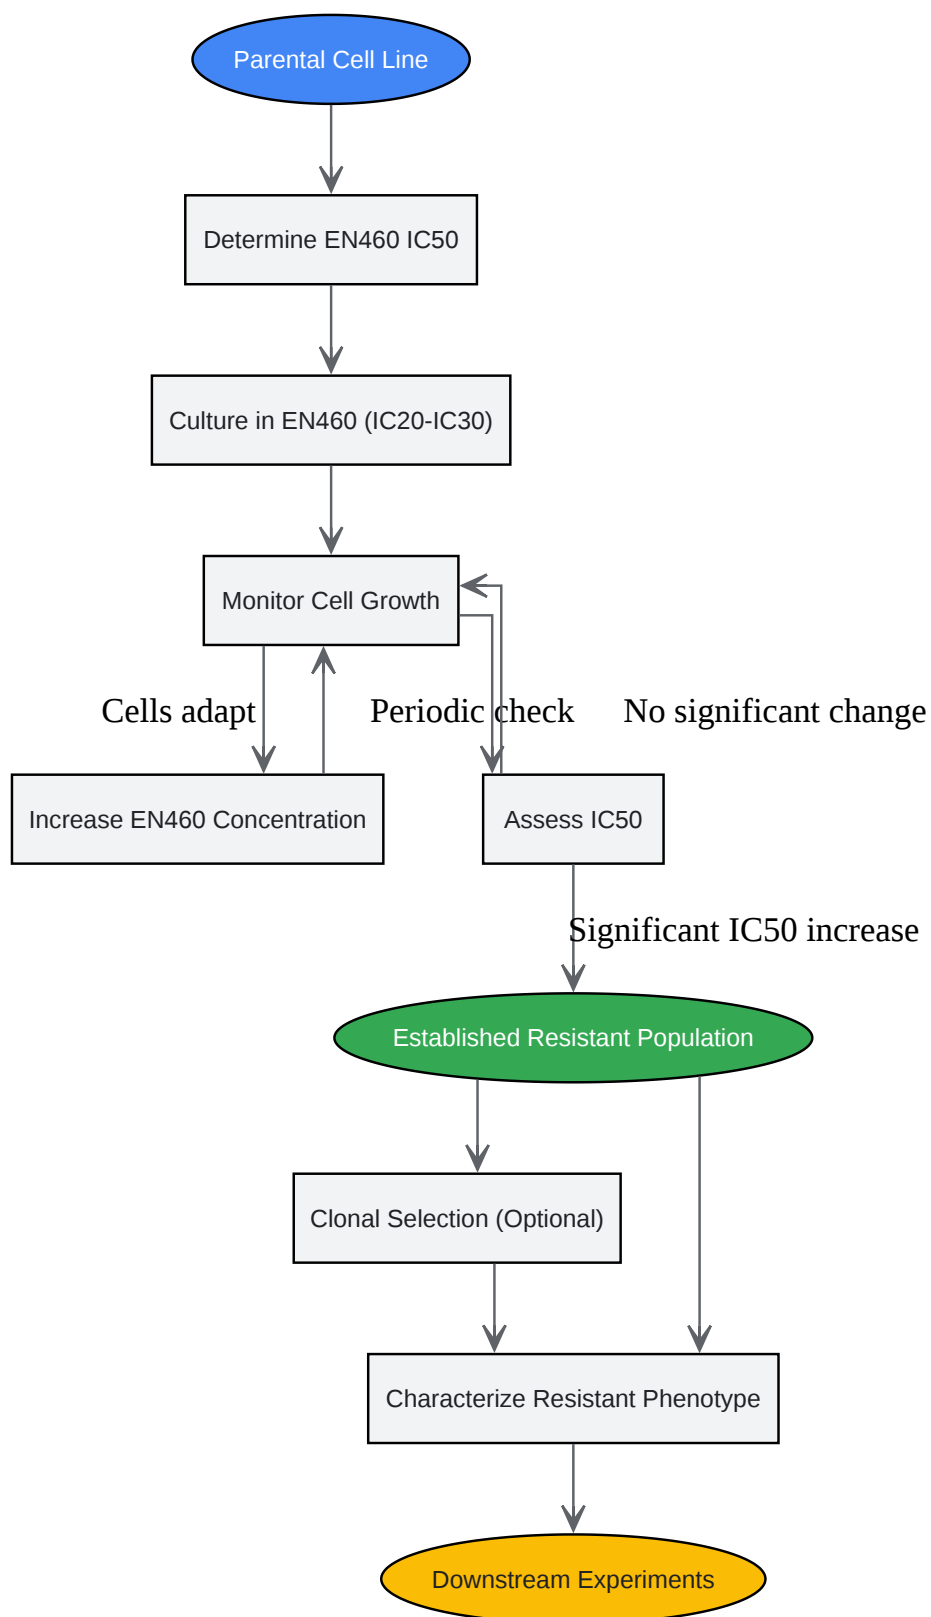 Parental Cell Line
Determine EN460 IC50
Culture in EN460 (IC20-IC30)
Monitor Cell Growth
Cells adapt
Periodic check
No significant change
Increase EN460 Concentration
Assess IC50
Significant IC50 increase
Established Resistant Population
Clonal Selection (Optional)
Characterize Resistant Phenotype
Downstream Experiments